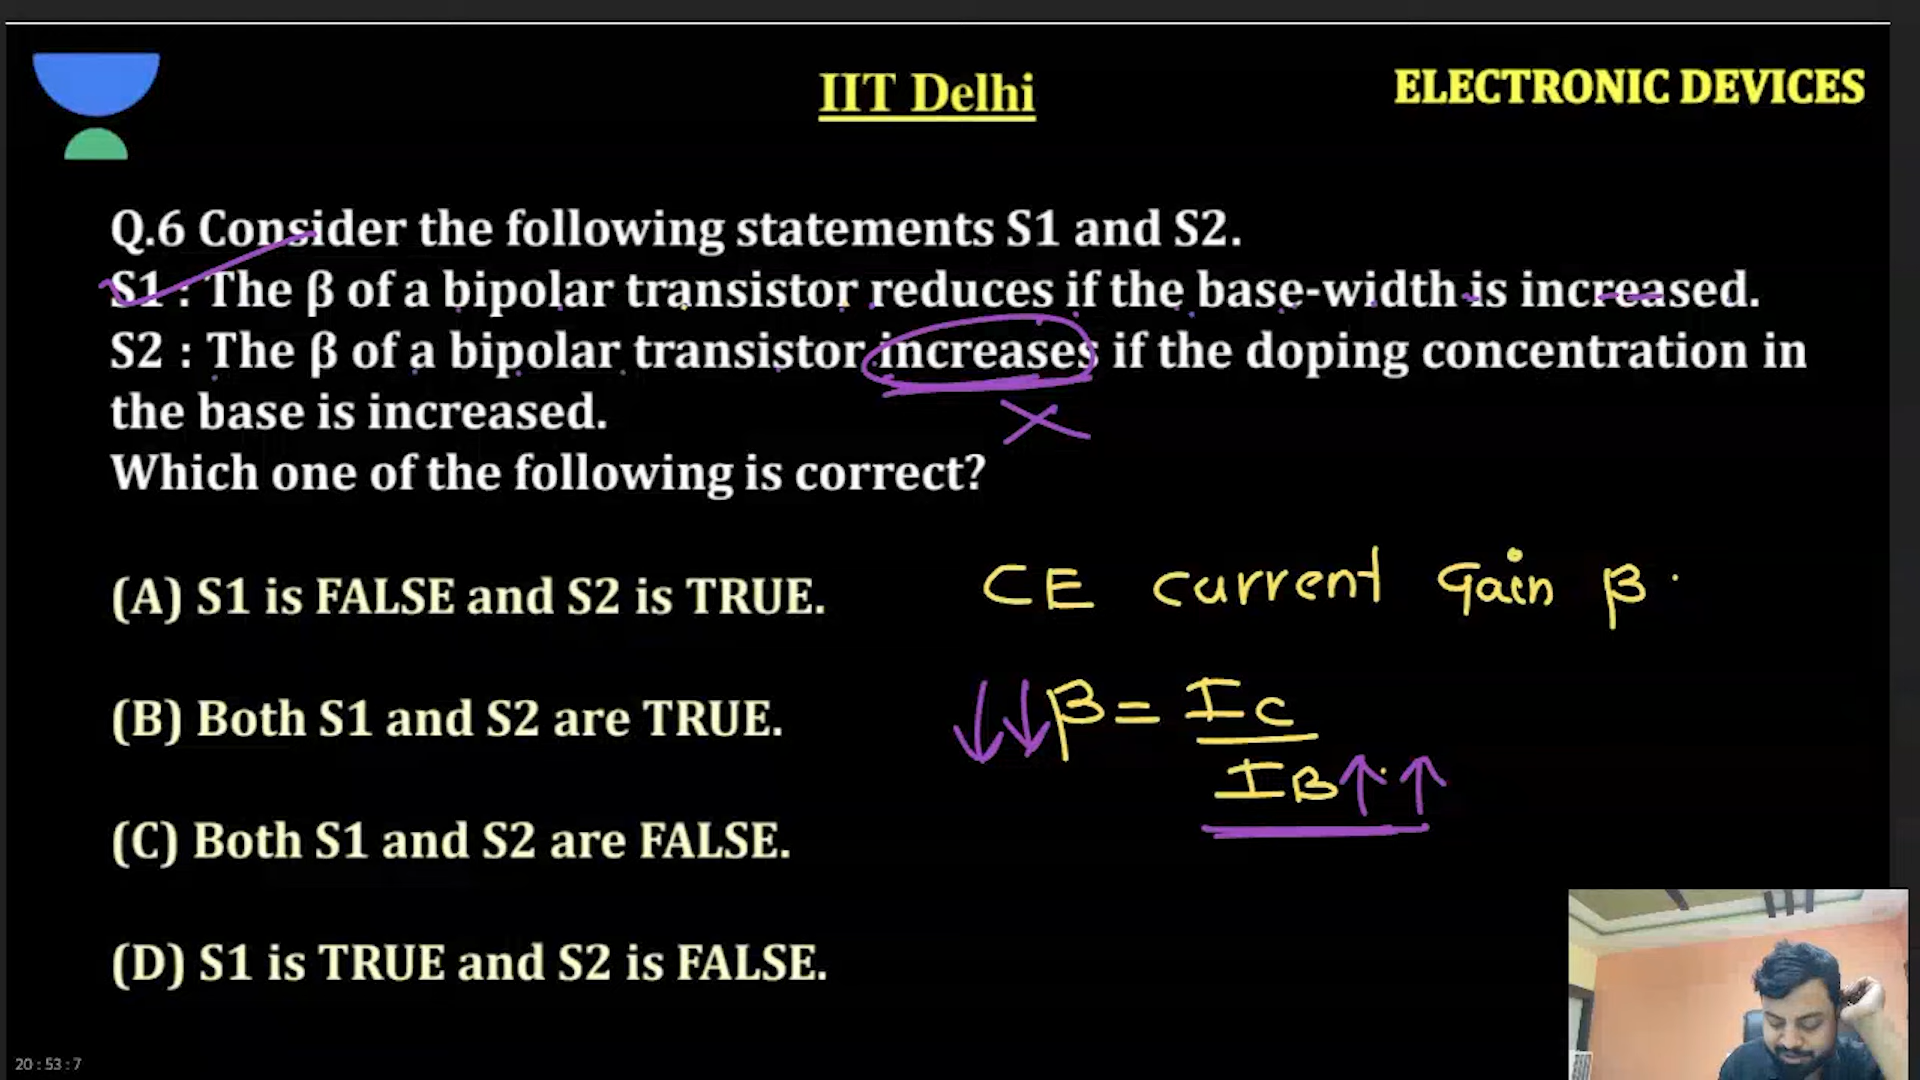 IIT Delhi
ELECTRONIC DEVICES
Q.6 Consider the following statements S1 and S2.
S1 : The β of a bipolar transistor reduces if the base-width is increased.
S2 : The β of a bipolar transistor increases if the doping concentration in
the base is increased.
Which one of the following is correct?
(A) S1 is FALSE and S2 is TRUE.
(B) Both S1 and S2 are TRUE.
(C) Both S1 and S2 are FALSE.
(D) S1 is TRUE and S2 is FALSE.
CE current gain β
↓↓β = IC
IB↑↑
20 : 53 : 7